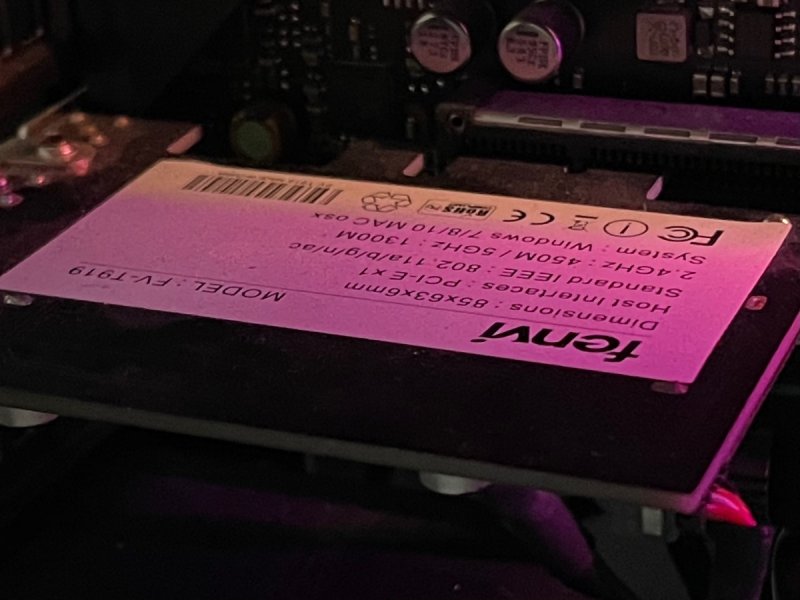 fenvi
MODEL : FV-T919
Dimensions : 85x63x6mm
Host Interfaces : PCI-E x1
Standard IEEE: 802.11a/b/g/n/ac
2.4GHz : 450M / 5GHz : 1300M
System : Windows 7/8/10 MAC osx
FC CE RoHS